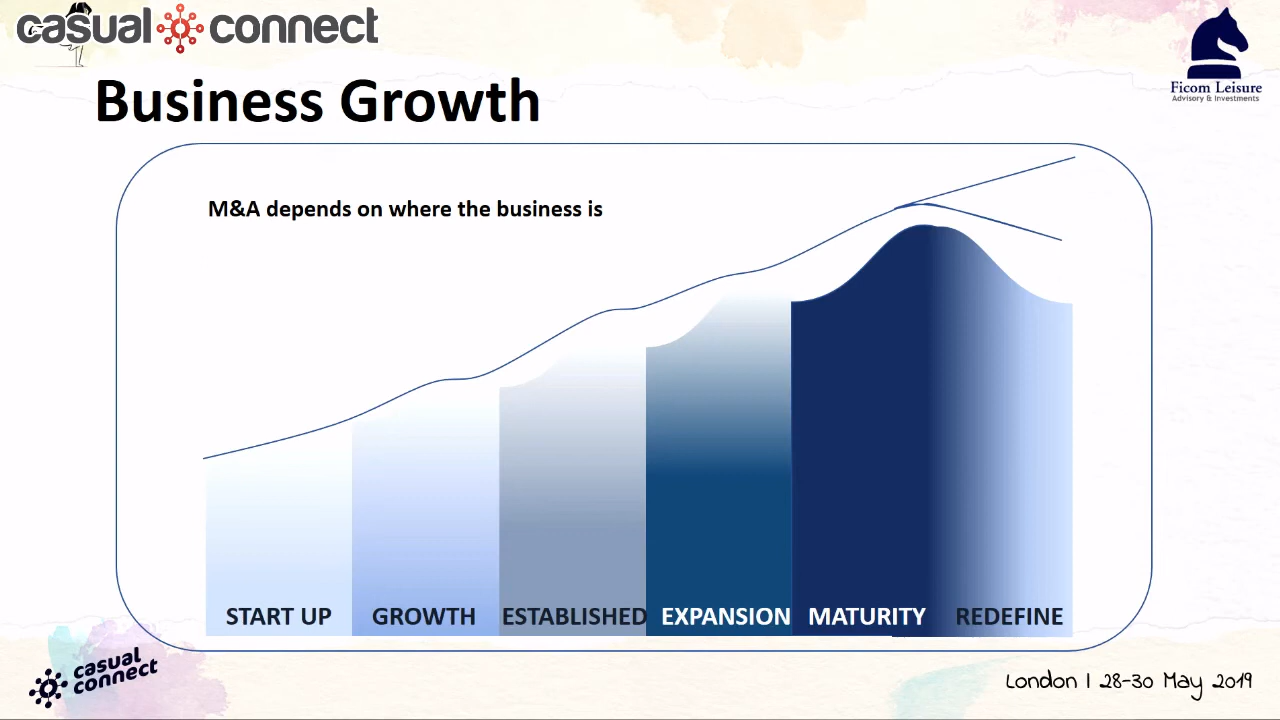 casual connect
Ficom Leisure
Advisory & Investments
Business Growth
M&A depends on where the business is
START UP
GROWTH
ESTABLISHED
EXPANSION
MATURITY
REDEFINE
casual
connect
London | 28-30 May 2019